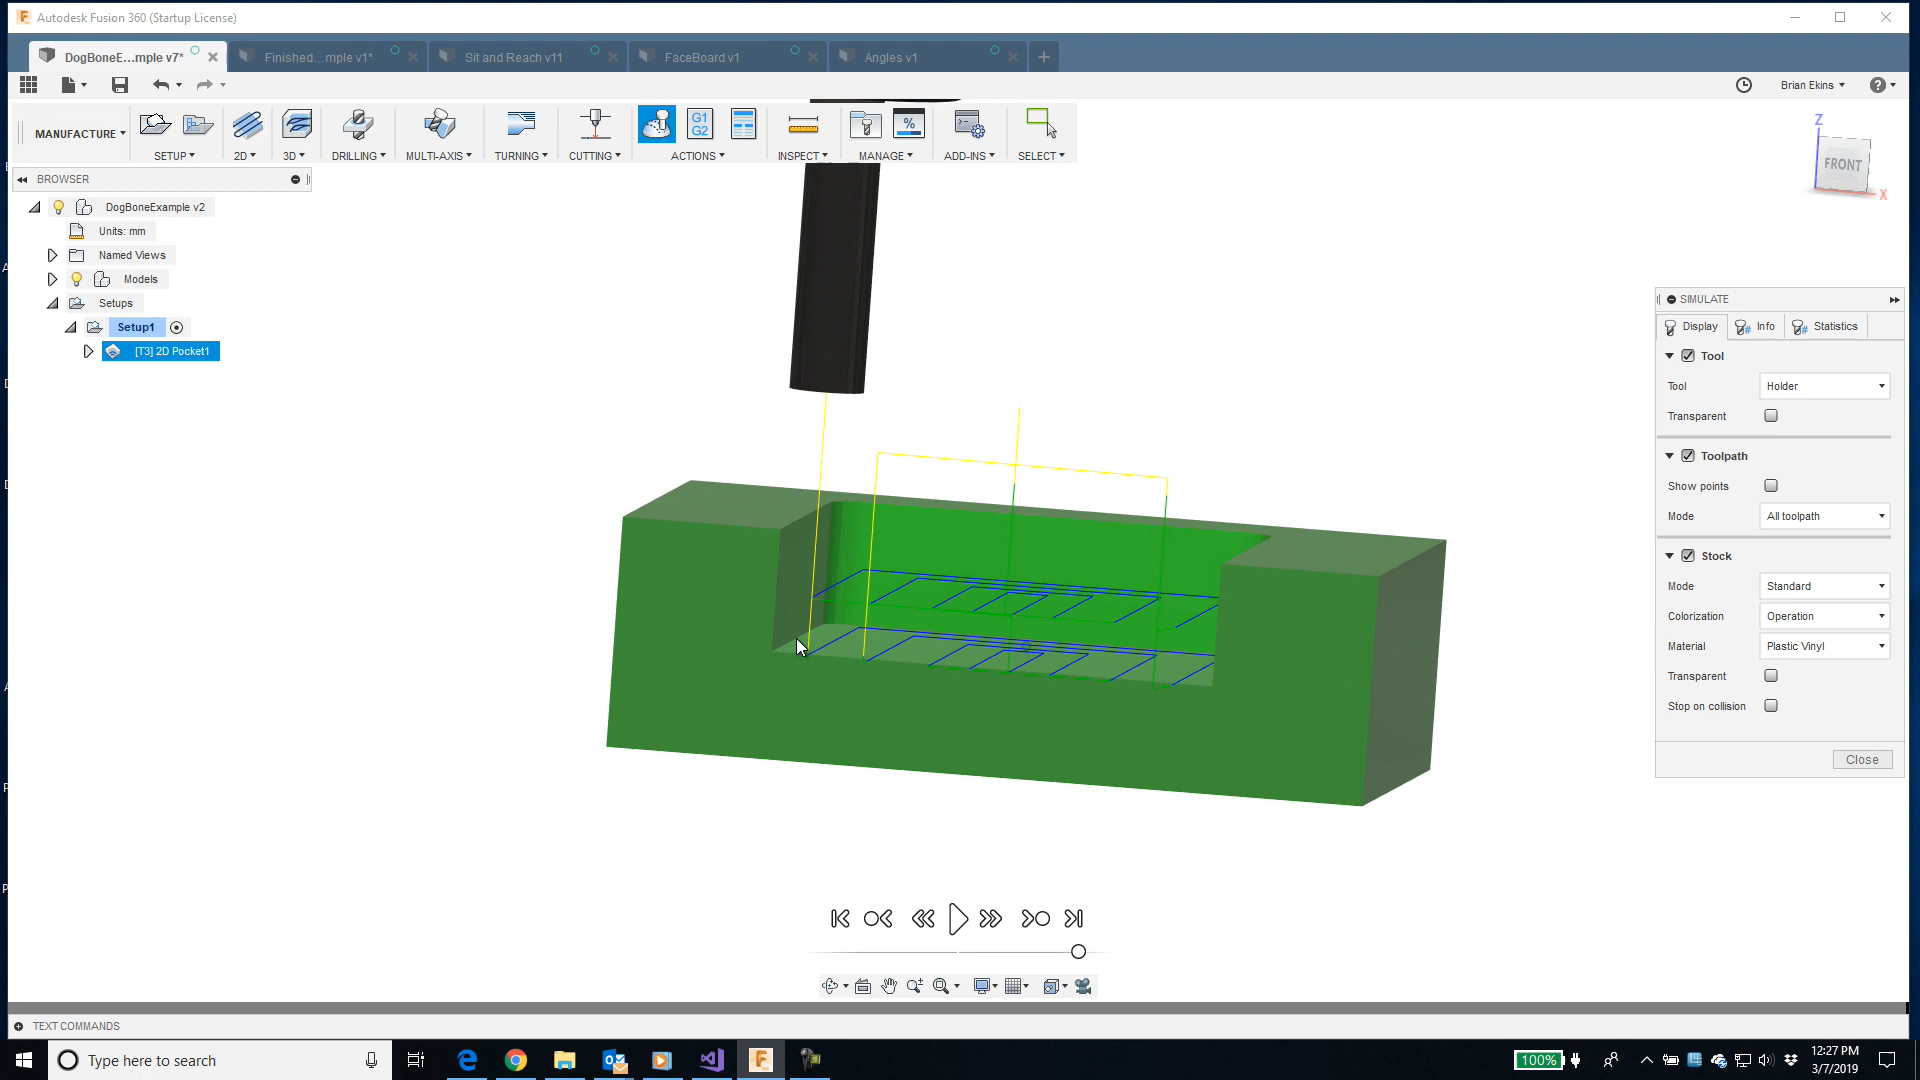 Autodesk Fusion 360 (Startup License)
DogBoneE...mple v7*
Finished...mple v1*
Sit and Reach v11
FaceBoard v1
Angles v1
Brian Ekins
MANUFACTURE
SETUP
2D
3D
DRILLING
MULTI-AXIS
TURNING
CUTTING
G1
G2
ACTIONS
INSPECT
%
MANAGE
ADD-INS
SELECT
Z
FRONT
X
BROWSER
DogBoneExample v2
Units: mm
Named Views
Models
Setups
Setup1
[T3] 2D Pocket1
SIMULATE
Display
Info
Statistics
Tool
Tool
Holder
Transparent
Toolpath
Show points
Mode
All toolpath
Stock
Mode
Standard
Colorization
Operation
Material
Plastic Vinyl
Transparent
Stop on collision
Close
TEXT COMMANDS
Type here to search
100%
12:27 PM
3/7/2019